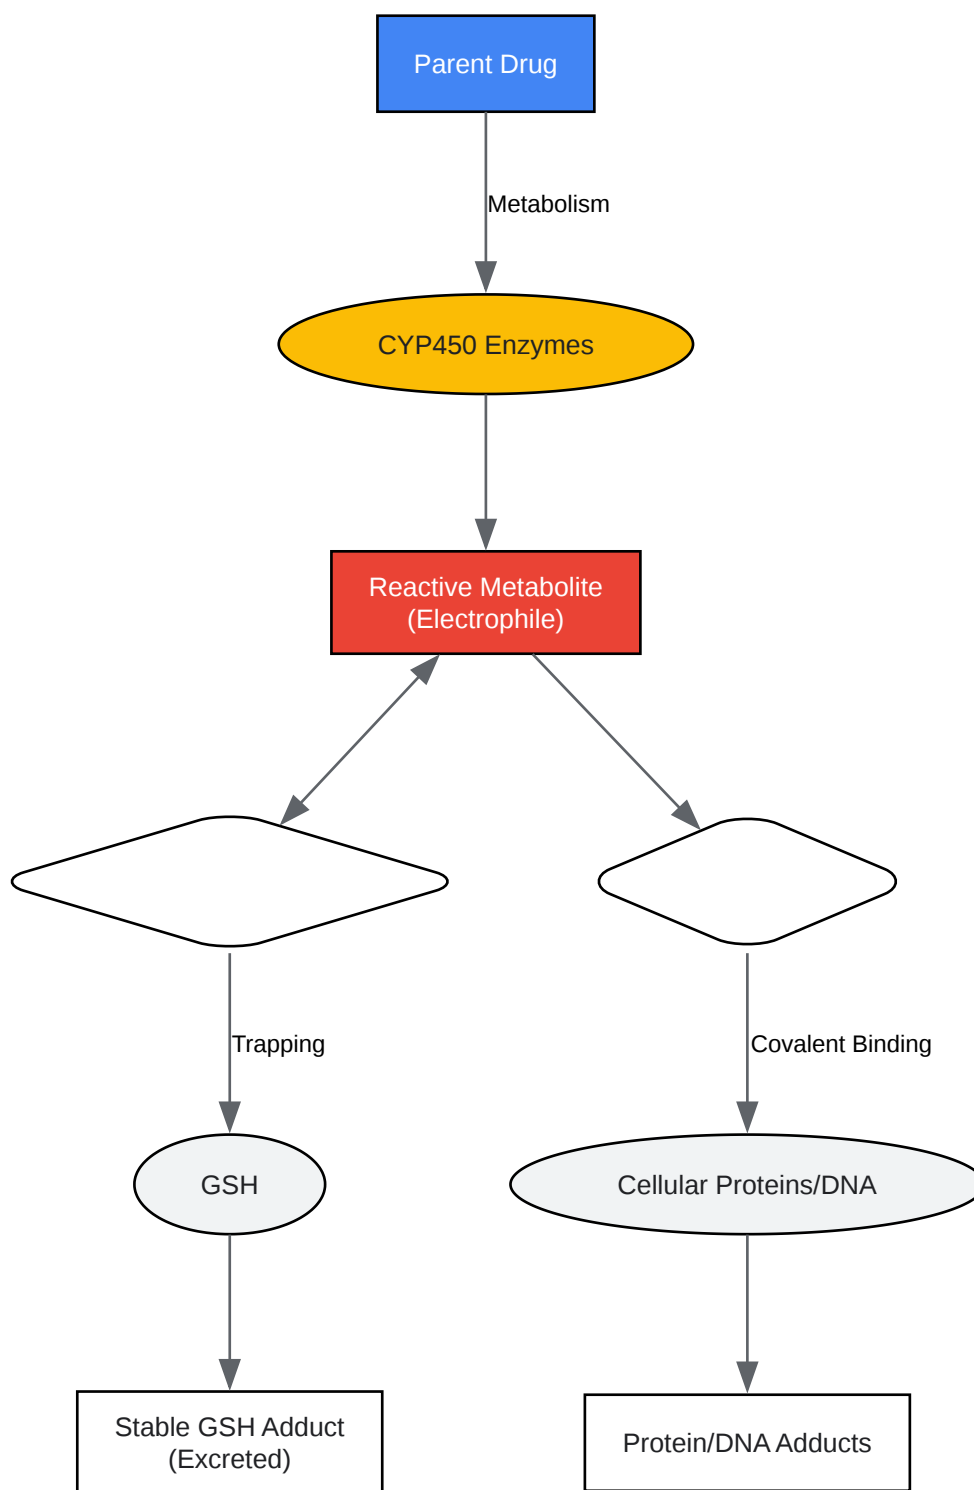 Parent Drug
Metabolism
CYP450 Enzymes
Reactive Metabolite
(Electrophile)
Trapping
Covalent Binding
GSH
Cellular Proteins/DNA
Stable GSH Adduct
(Excreted)
Protein/DNA Adducts